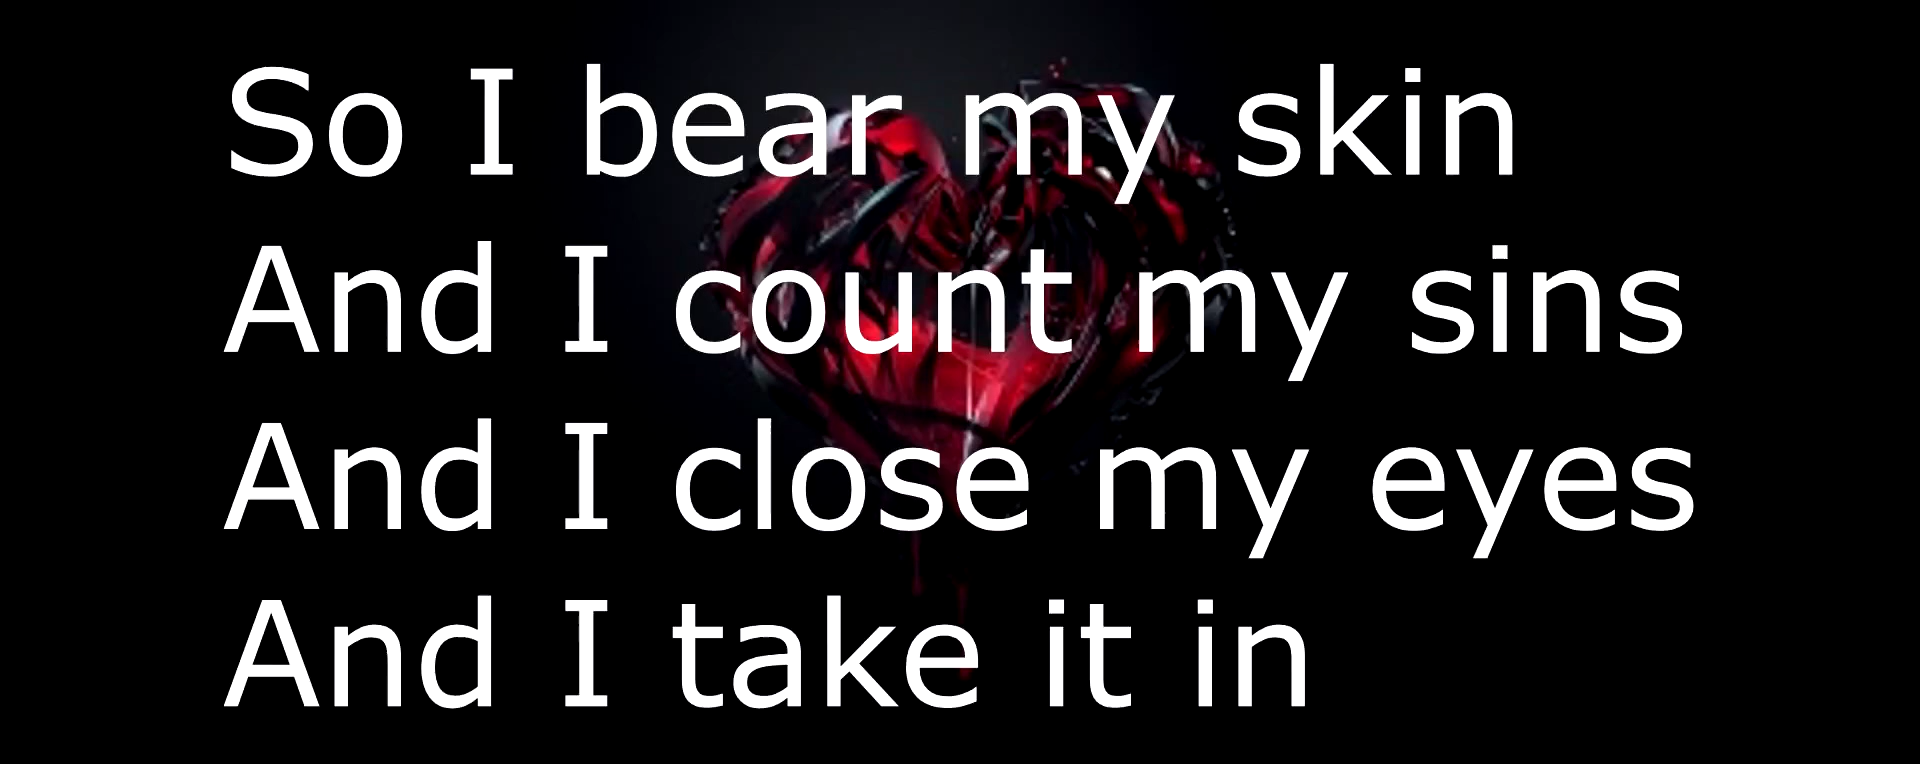 So I bear my skin
And I count my sins
And I close my eyes
And I take it in